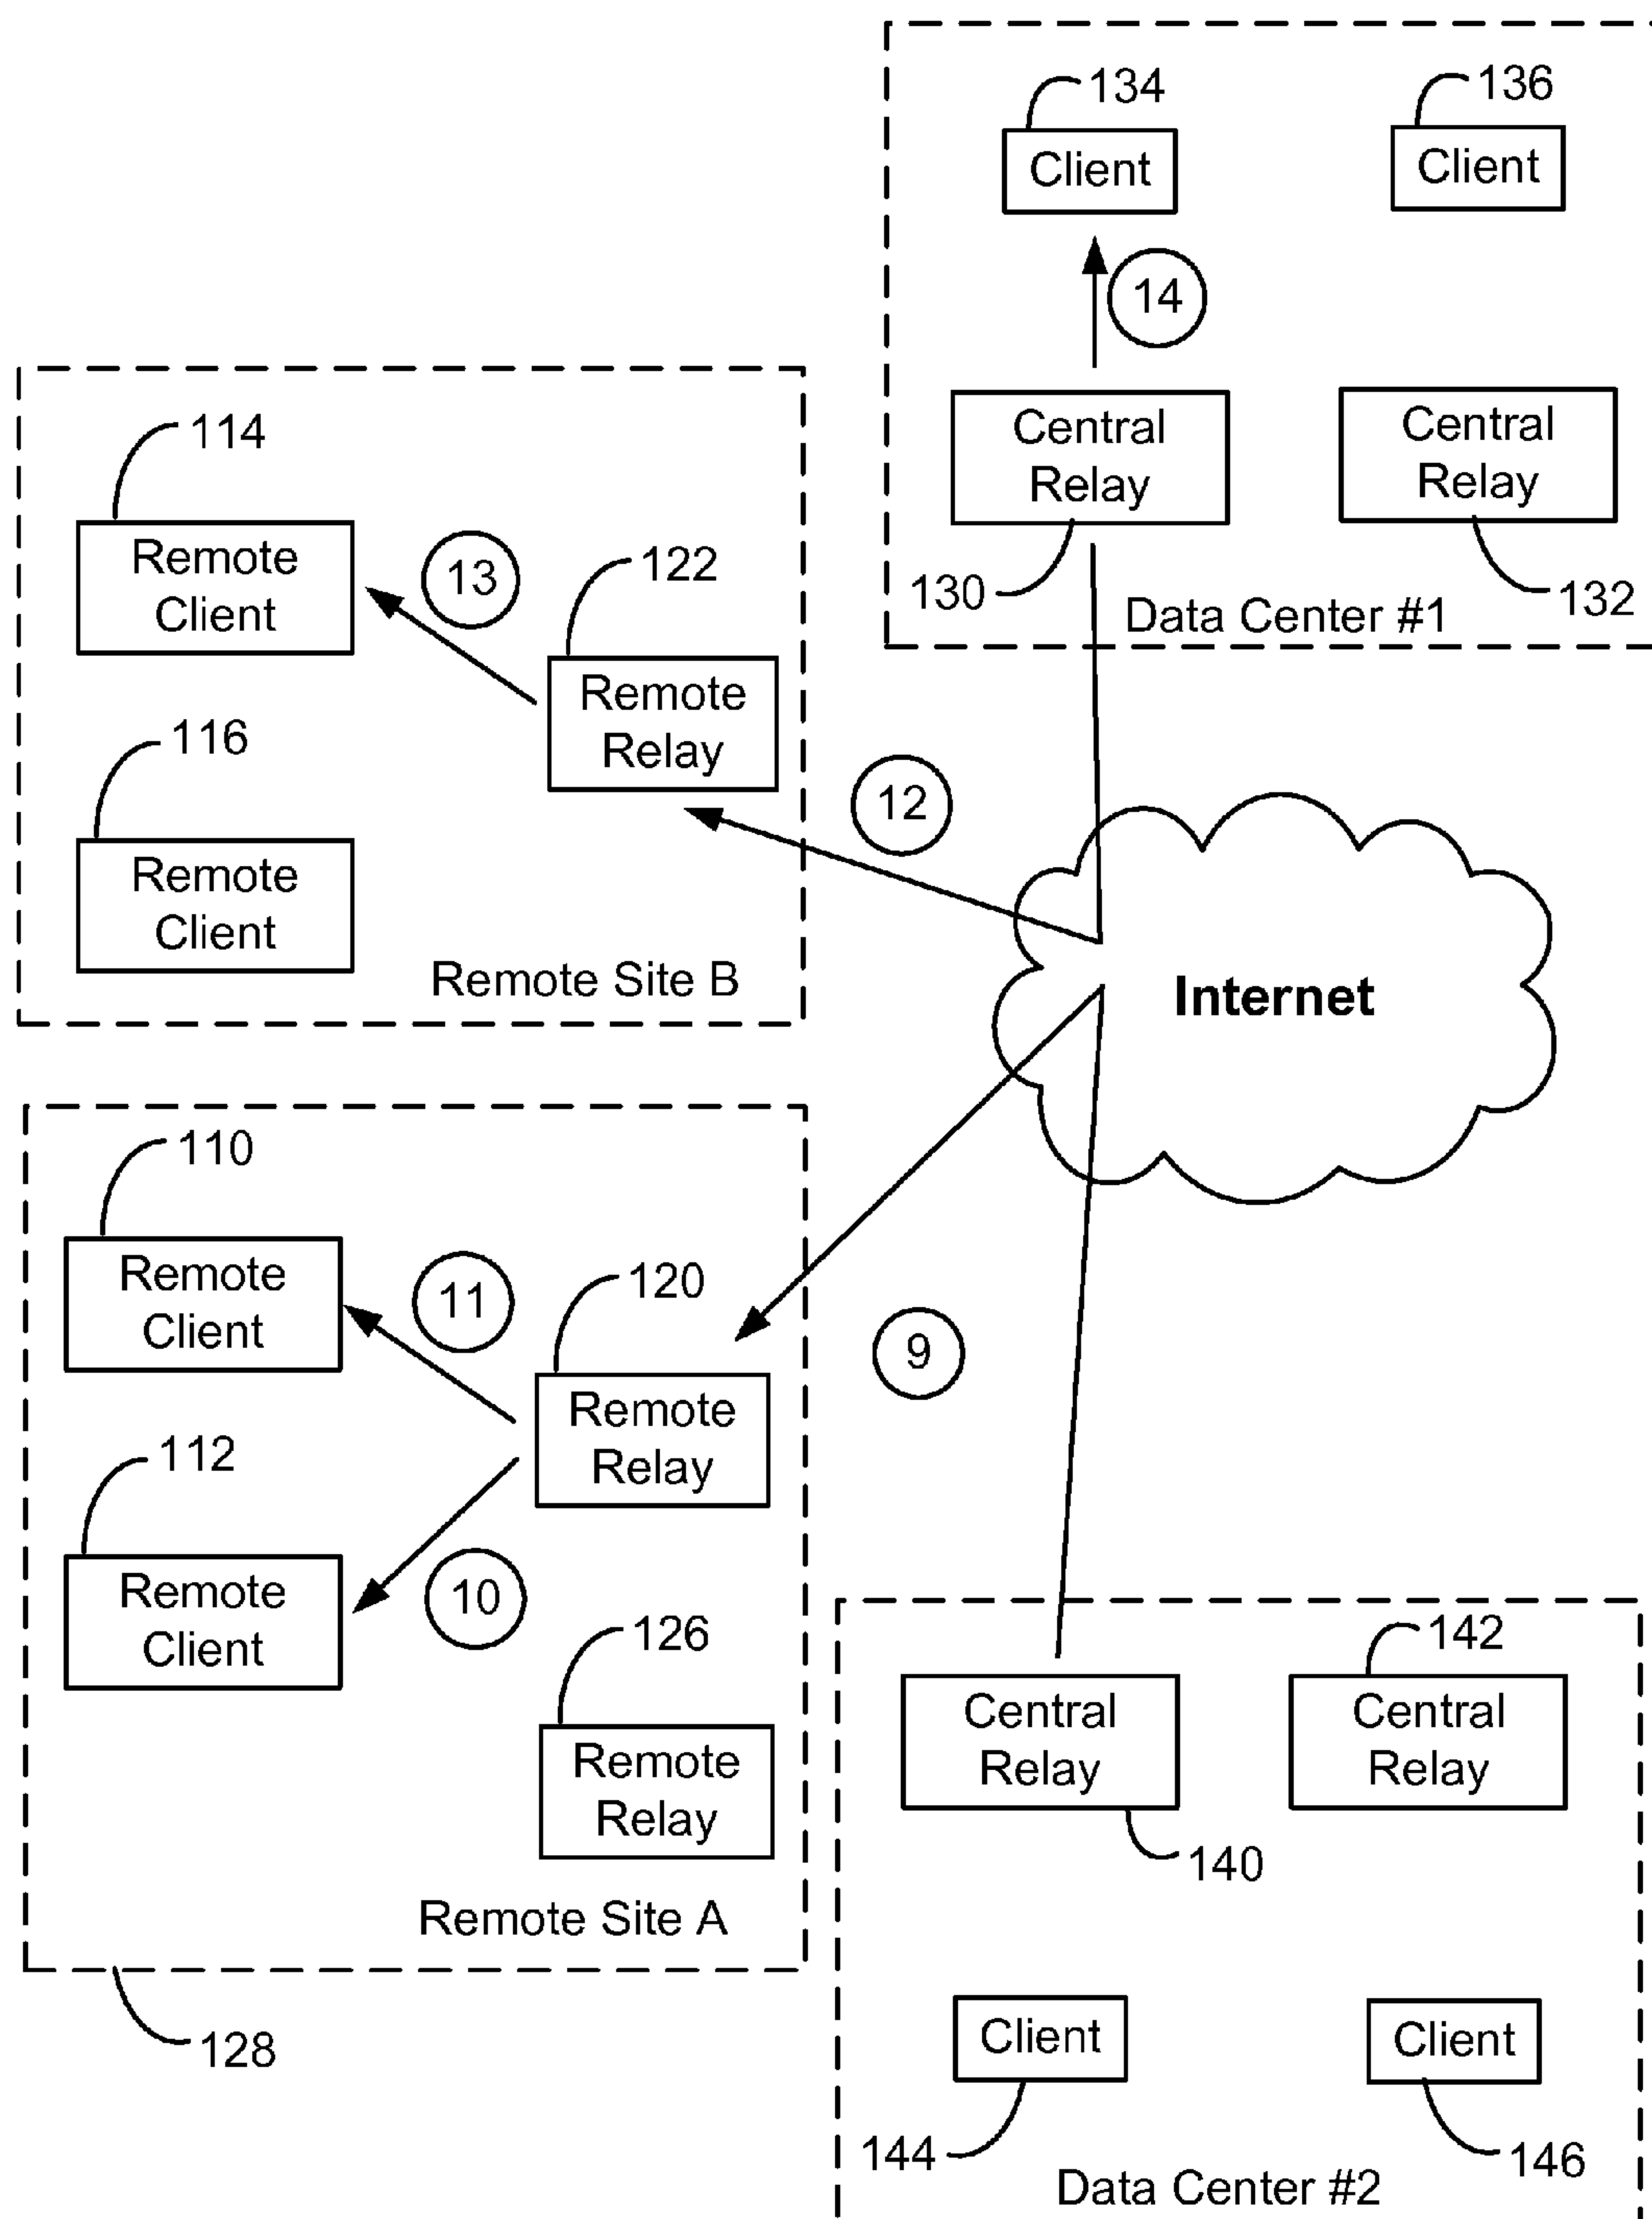 134
136
Client
Client
14
Central
Relay
Central
Relay
130
132
Data Center #1
114
Remote
Client
13
122
Remote
Relay
116
Remote
Client
12
Remote Site B
Internet
110
Remote
Client
11
120
Remote
Relay
9
112
Remote
Client
10
126
Remote
Relay
Remote Site A
128
142
Central
Relay
Central
Relay
140
Client
Client
144
146
Data Center #2